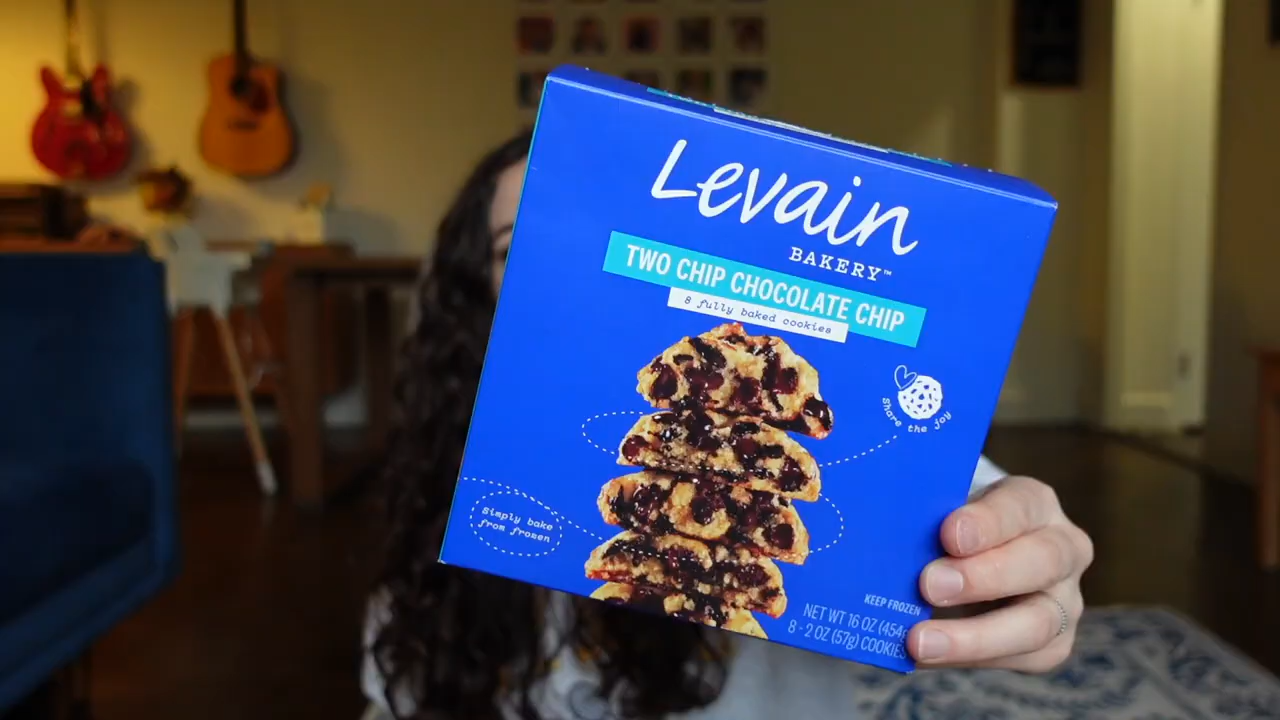 Levain
BAKERY™
TWO CHIP CHOCOLATE CHIP
8 fully baked cookies
Share the joy
Simply bake
from frozen
KEEP FROZEN
NET WT 16 OZ (454g
8 - 2 OZ (57g) COOKIES